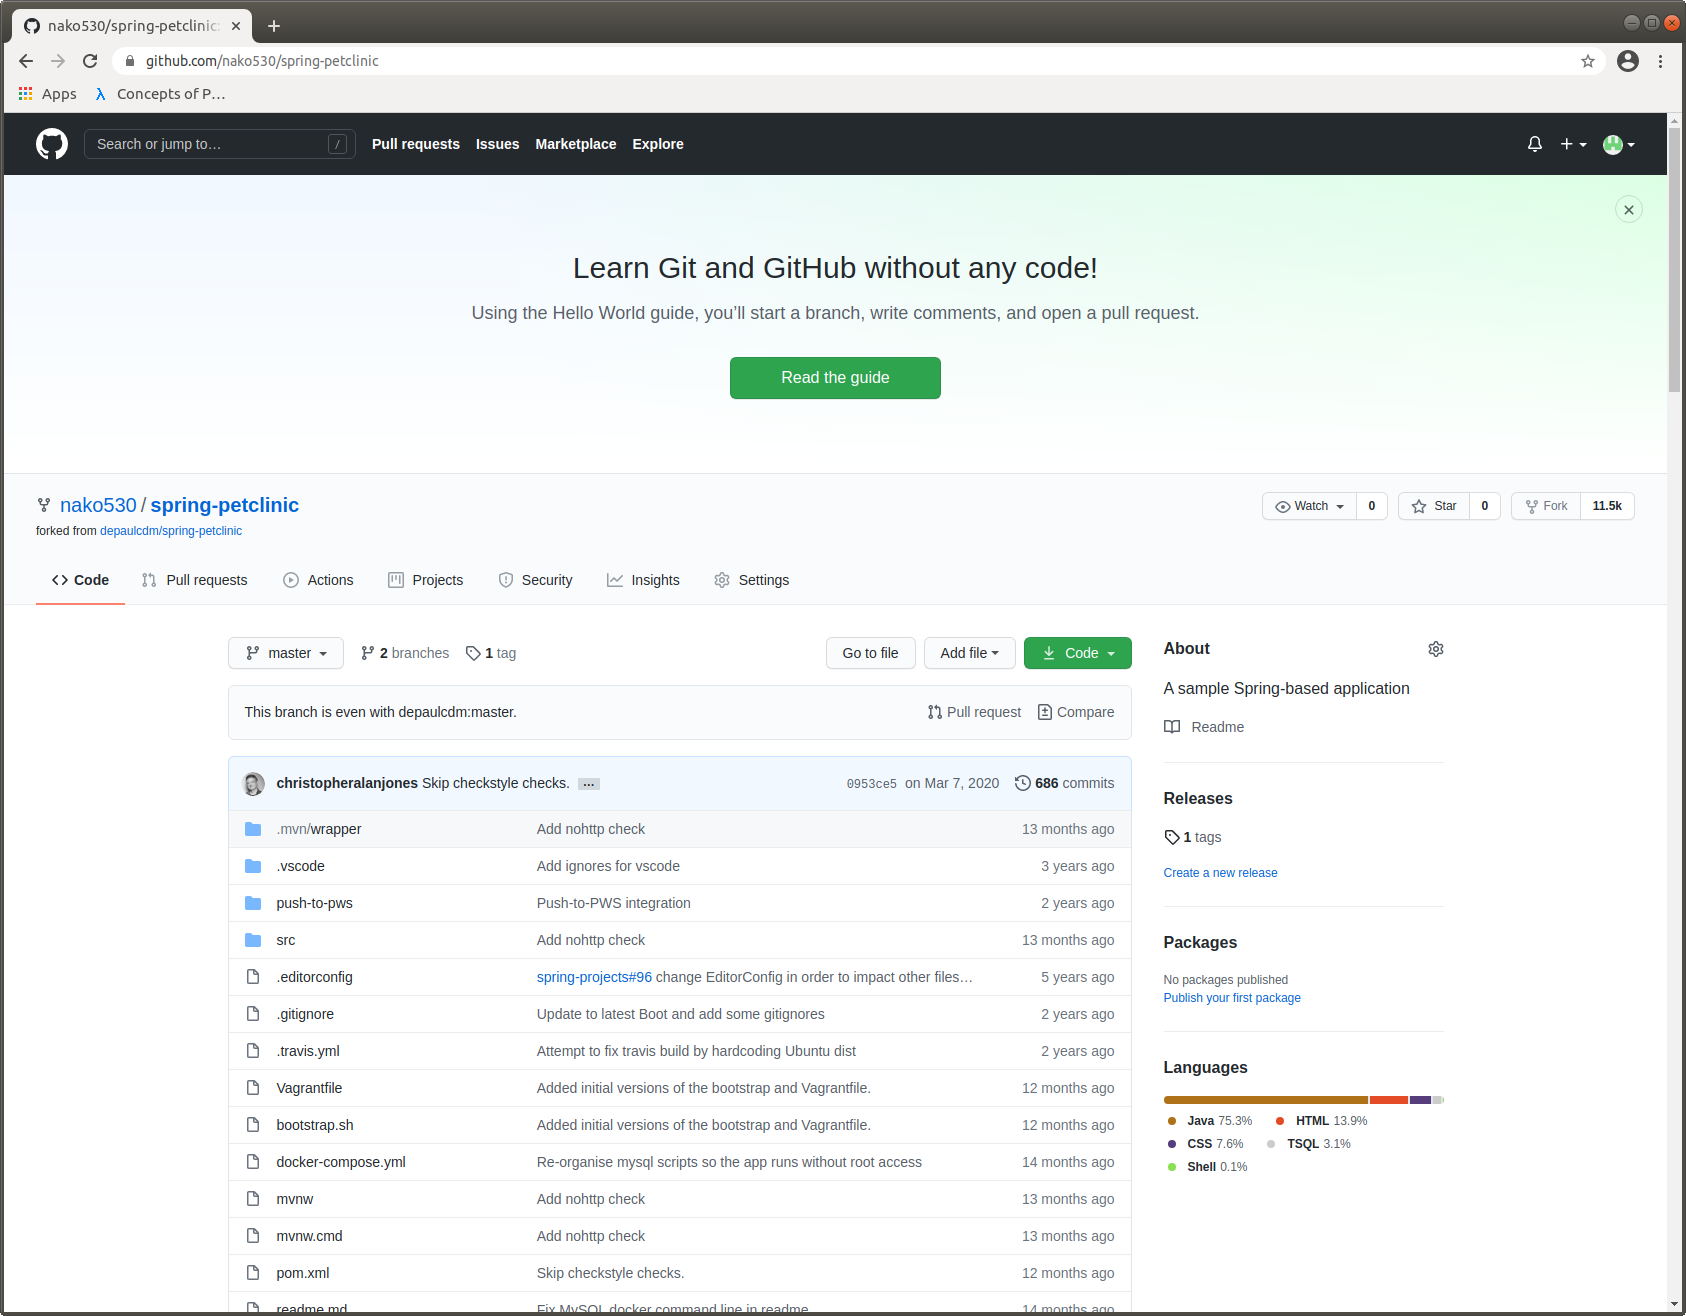 nako530/spring-petclinic:
github.com/nako530/spring-petclinic
Apps λ Concepts of P…
Search or jump to… / Pull requests Issues Marketplace Explore
Learn Git and GitHub without any code!
Using the Hello World guide, you’ll start a branch, write comments, and open a pull request.
Read the guide
nako530 / spring-petclinic Watch 0 Star 0 Fork 11.5k
forked from depaulcdm/spring-petclinic
Code Pull requests Actions Projects Security Insights Settings
master 2 branches 1 tag Go to file Add file Code
This branch is even with depaulcdm:master. Pull request Compare
christopheralanjones Skip checkstyle checks. … 0953ce5 on Mar 7, 2020 686 commits
.mvn/wrapper Add nohttp check 13 months ago
.vscode Add ignores for vscode 3 years ago
push-to-pws Push-to-PWS integration 2 years ago
src Add nohttp check 13 months ago
.editorconfig spring-projects#96 change EditorConfig in order to impact other files… 5 years ago
.gitignore Update to latest Boot and add some gitignores 2 years ago
.travis.yml Attempt to fix travis build by hardcoding Ubuntu dist 2 years ago
Vagrantfile Added initial versions of the bootstrap and Vagrantfile. 12 months ago
bootstrap.sh Added initial versions of the bootstrap and Vagrantfile. 12 months ago
docker-compose.yml Re-organise mysql scripts so the app runs without root access 14 months ago
mvnw Add nohttp check 13 months ago
mvnw.cmd Add nohttp check 13 months ago
pom.xml Skip checkstyle checks. 12 months ago
readme.md Fix MySQL docker command line in readme 14 months ago
About
A sample Spring-based application
Readme
Releases
1 tags
Create a new release
Packages
No packages published
Publish your first package
Languages
Java 75.3% HTML 13.9%
CSS 7.6% TSQL 3.1%
Shell 0.1%